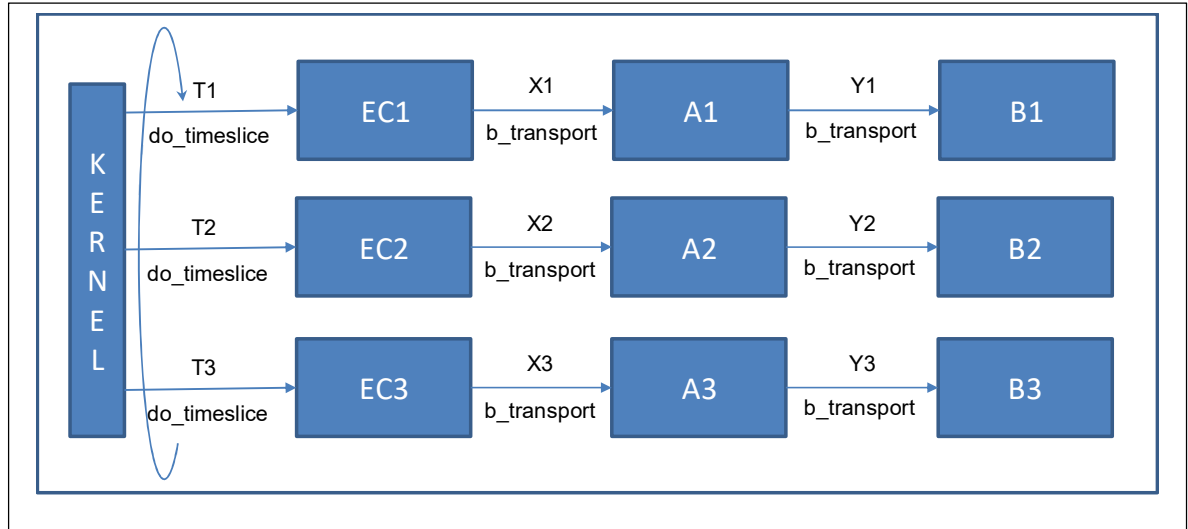 KERNEL
T1
do_timeslice
EC1
X1
b_transport
A1
Y1
b_transport
B1
T2
do_timeslice
EC2
X2
b_transport
A2
Y2
b_transport
B2
T3
do_timeslice
EC3
X3
b_transport
A3
Y3
b_transport
B3